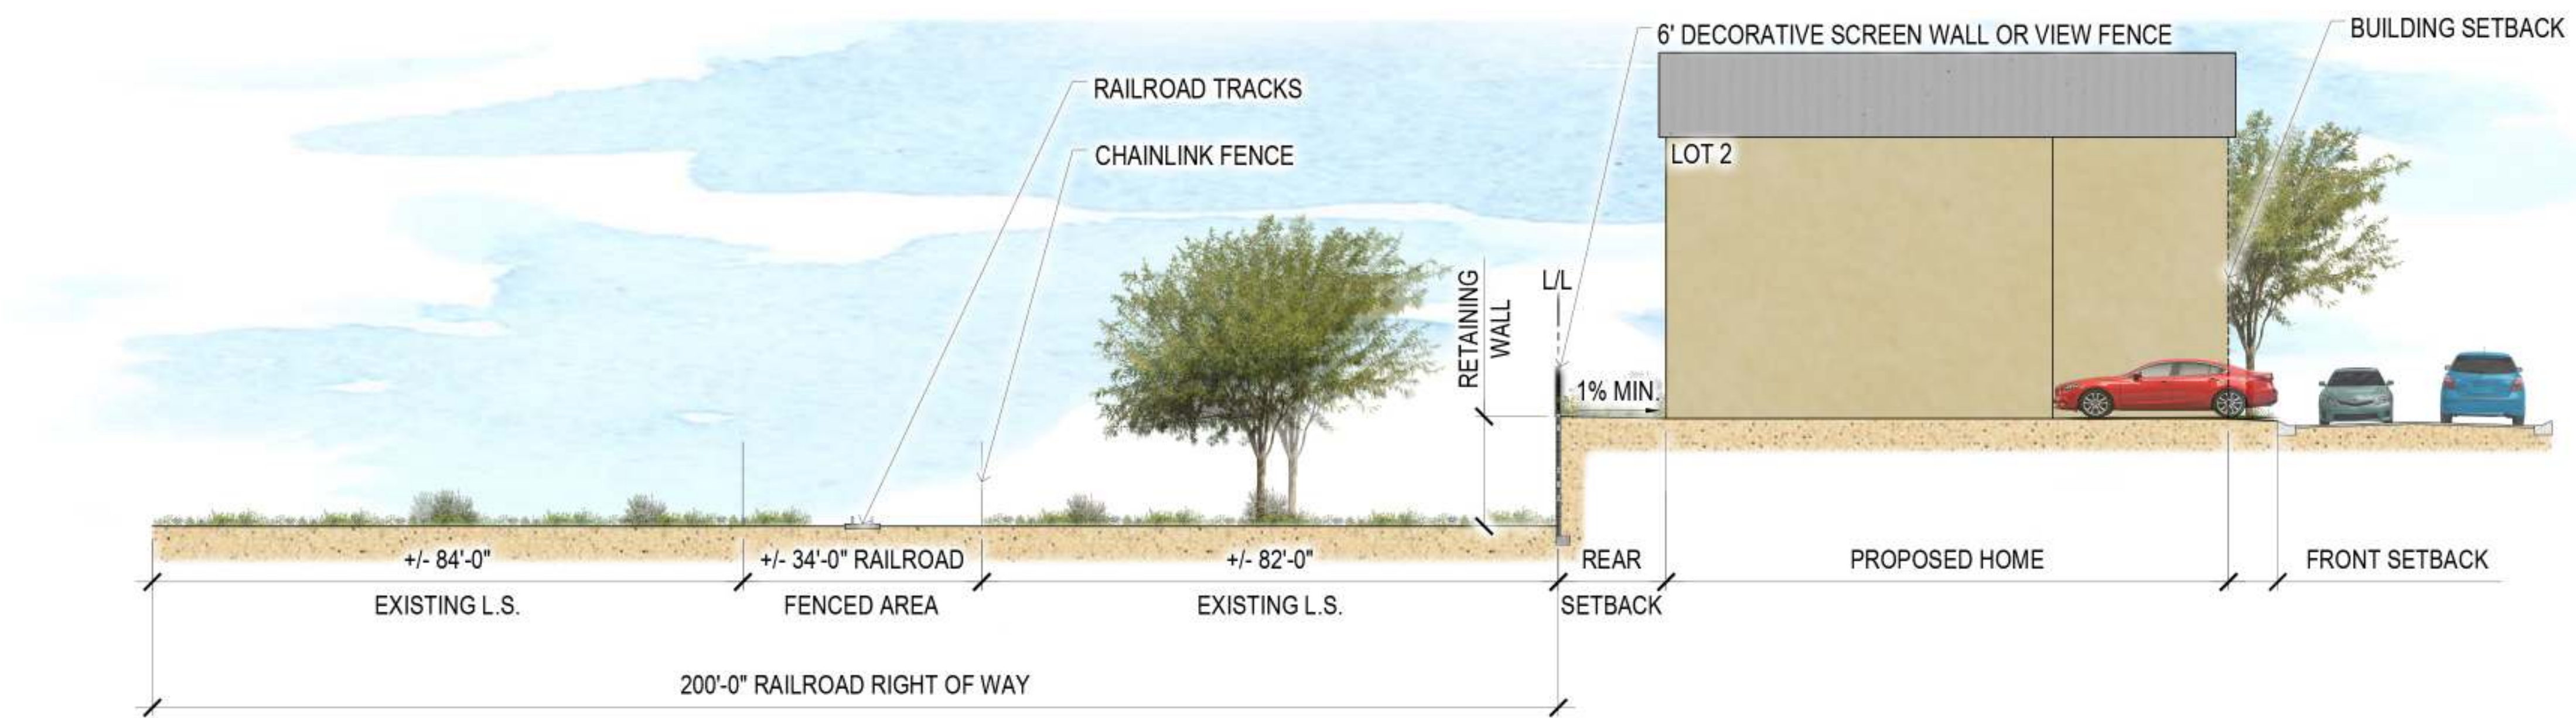 6' DECORATIVE SCREEN WALL OR VIEW FENCE
BUILDING SETBACK
RAILROAD TRACKS
CHAINLINK FENCE
LOT 2
RETAINING
WALL
L/L
1% MIN.
+/- 84'-0"
EXISTING L.S.
+/- 34'-0" RAILROAD
FENCED AREA
+/- 82'-0"
EXISTING L.S.
REAR
SETBACK
PROPOSED HOME
FRONT SETBACK
200'-0" RAILROAD RIGHT OF WAY